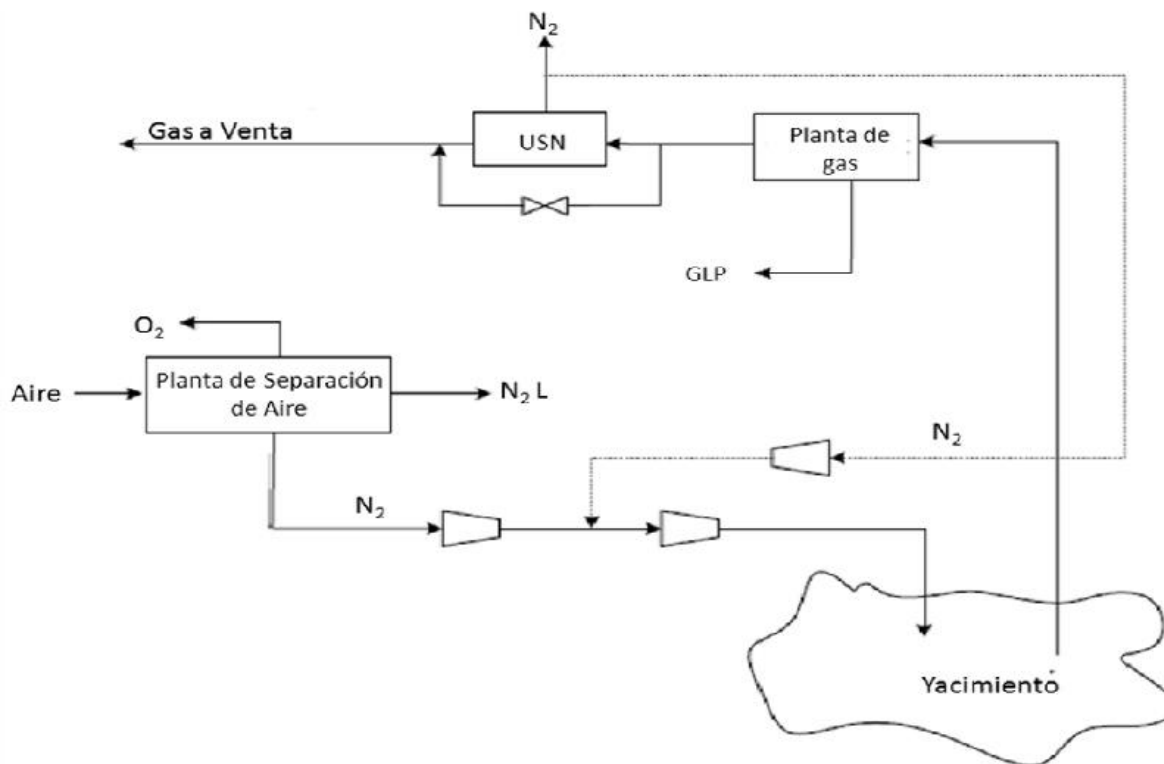 N₂
Gas a Venta
USN
Planta de
gas
GLP
O₂
Aire
Planta de Separación
de Aire
N₂ L
N₂
N₂
Yacimiento